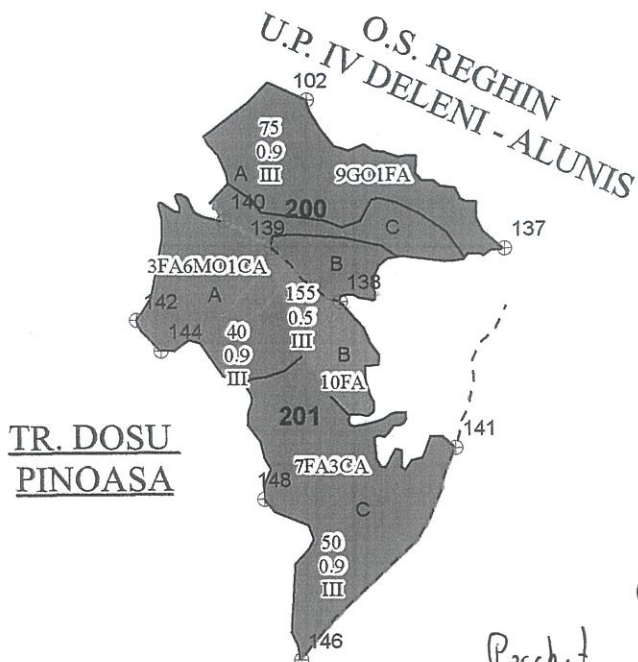 O.S. REGHIN
U.P. IV DELENI - ALUNIS
102
75
0.9
III
A
9GO1FA
140
200
139
C
137
3FA6MO1CA
B
138
A
155
0.5
III
142
144
40
0.9
III
B
10FA
201
141
TR. DOSU
PINOASA
7FA3CA
148
C
50
0.9
III
146